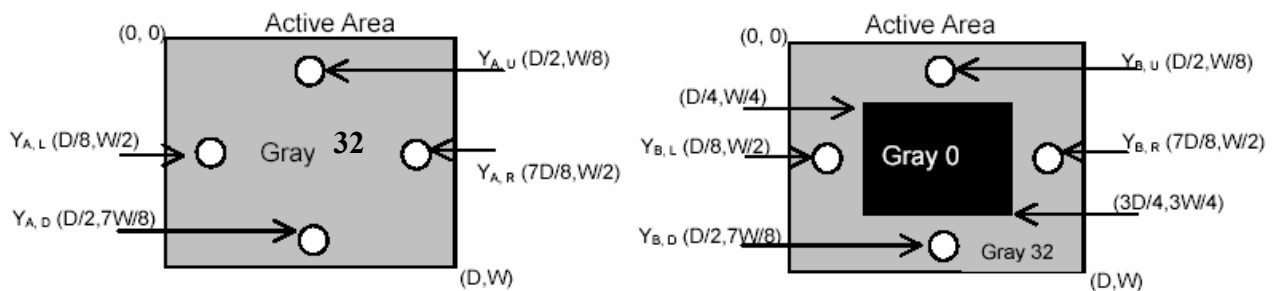 Active Area
(0, 0)
Y_A, U (D/2,W/8)
Y_A, L (D/8,W/2)
Gray 32
Y_A, R (7D/8,W/2)
Y_A, D (D/2,7W/8)
(D,W)
Active Area
(0, 0)
Y_B, U (D/2,W/8)
(D/4,W/4)
Y_B, L (D/8,W/2)
Gray 0
Y_B, R (7D/8,W/2)
(3D/4,3W/4)
Y_B, D (D/2,7W/8)
Gray 32
(D,W)